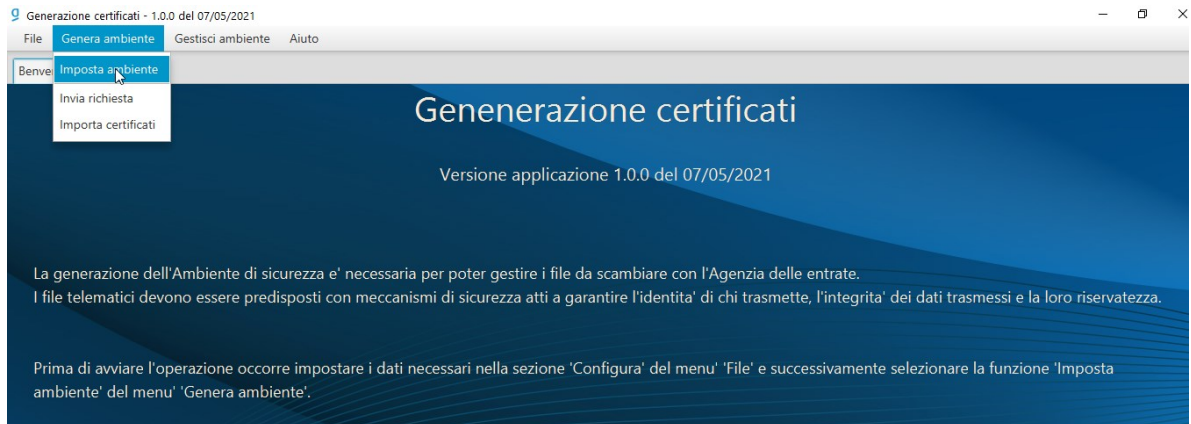 Generazione certificati - 1.0.0 del 07/05/2021
File Genera ambiente Gestisci ambiente Aiuto
Imposta ambiente
Invia richiesta
Importa certificati
Genenerazione certificati
Versione applicazione 1.0.0 del 07/05/2021
La generazione dell'Ambiente di sicurezza e' necessaria per poter gestire i file da scambiare con l'Agenzia delle entrate.
I file telematici devono essere predisposti con meccanismi di sicurezza atti a garantire l'identita' di chi trasmette, l'integrita' dei dati trasmessi e la loro riservatezza.
Prima di avviare l'operazione occorre impostare i dati necessari nella sezione 'Configura' del menu' 'File' e successivamente selezionare la funzione 'Imposta
ambiente' del menu' 'Genera ambiente'.